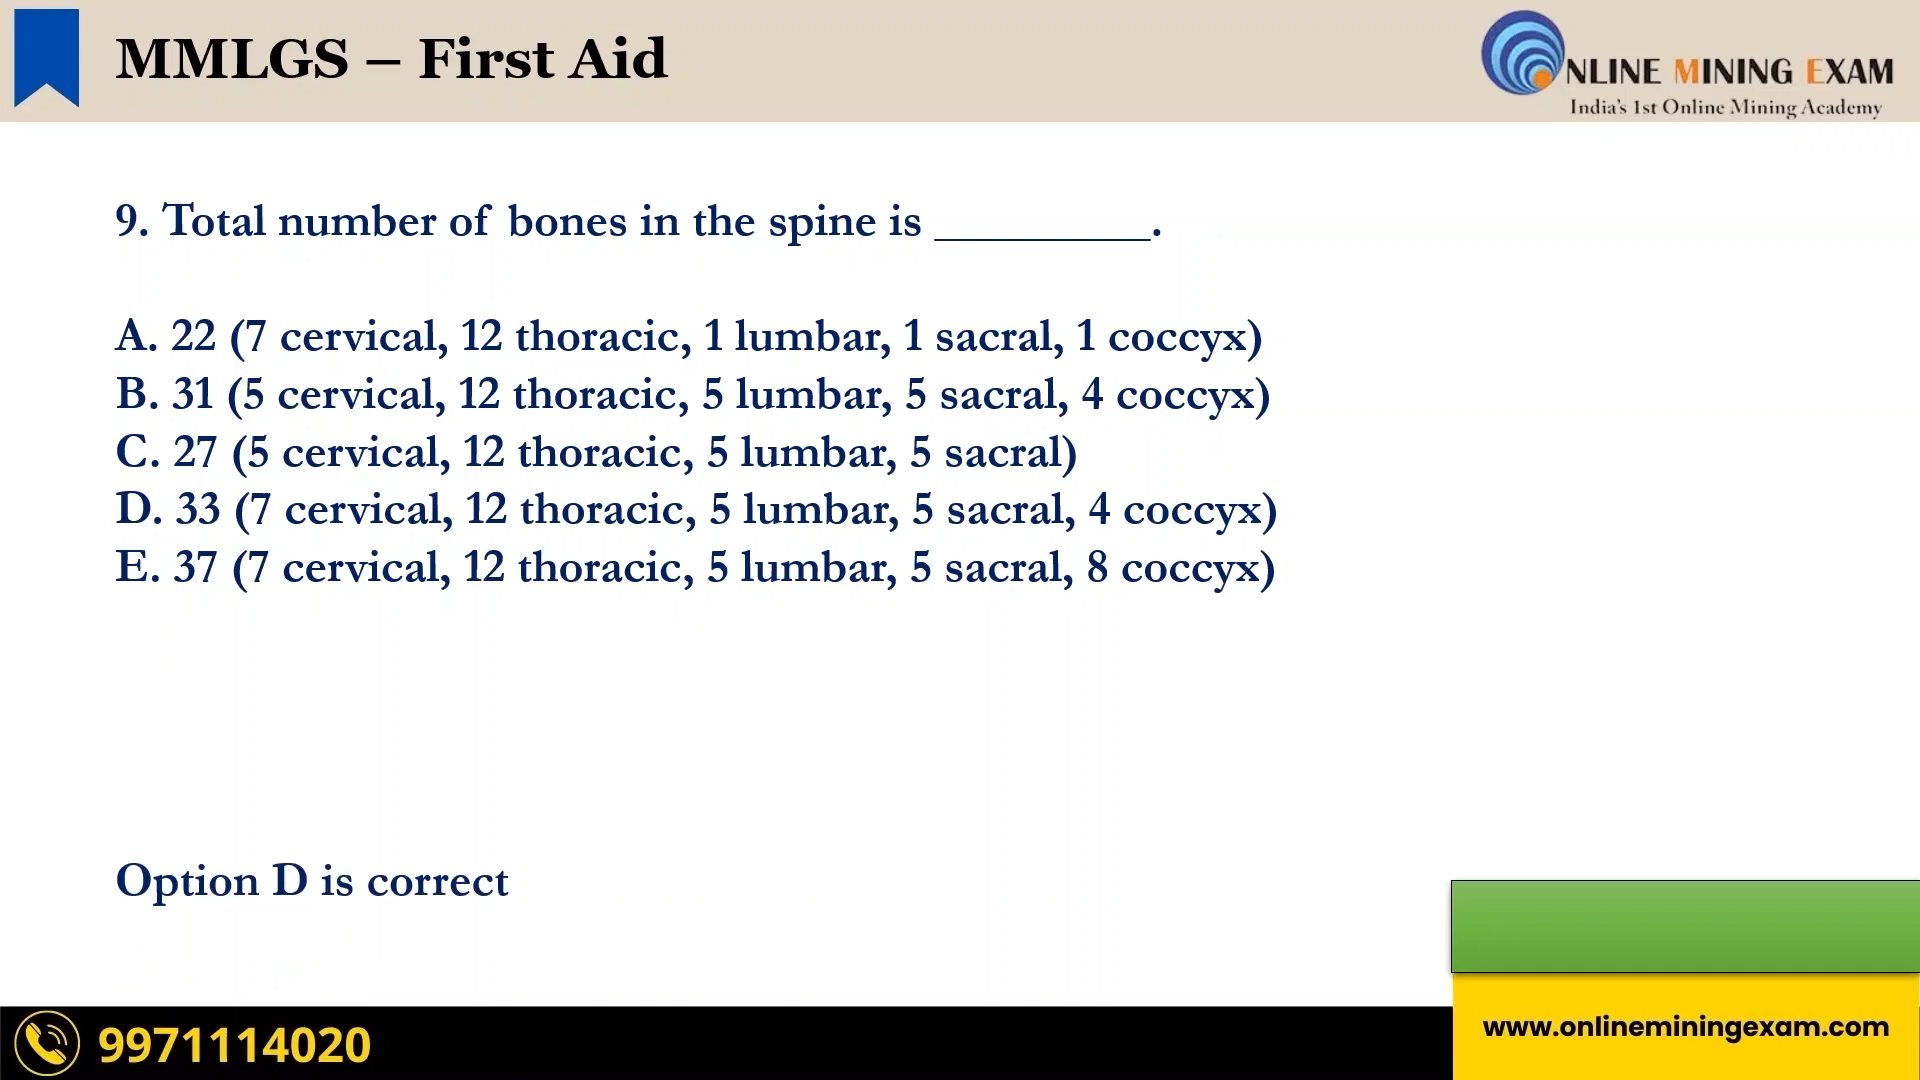 MMLGS – First Aid
NLINE MINING EXAM
India's 1st Online Mining Academy
9. Total number of bones in the spine is _________.
A. 22 (7 cervical, 12 thoracic, 1 lumbar, 1 sacral, 1 coccyx)
B. 31 (5 cervical, 12 thoracic, 5 lumbar, 5 sacral, 4 coccyx)
C. 27 (5 cervical, 12 thoracic, 5 lumbar, 5 sacral)
D. 33 (7 cervical, 12 thoracic, 5 lumbar, 5 sacral, 4 coccyx)
E. 37 (7 cervical, 12 thoracic, 5 lumbar, 5 sacral, 8 coccyx)
Option D is correct
9971114020
www.onlineminingexam.com